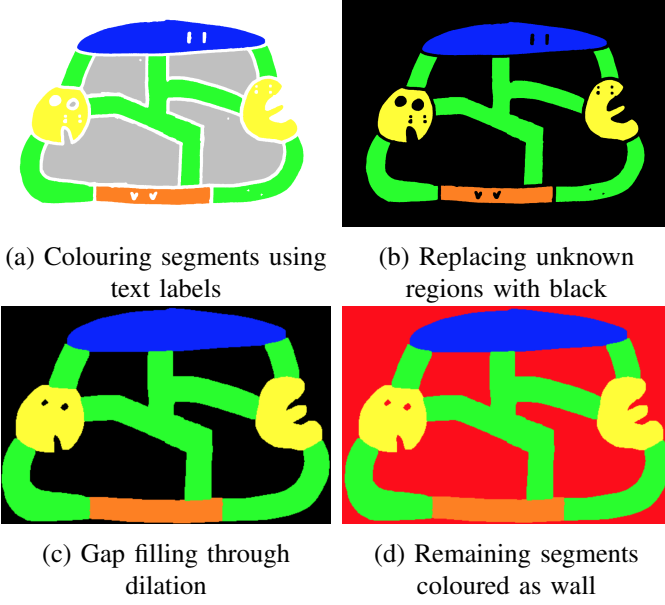 (a) Colouring segments using
text labels
(b) Replacing unknown
regions with black
(c) Gap filling through
dilation
(d) Remaining segments
coloured as wall